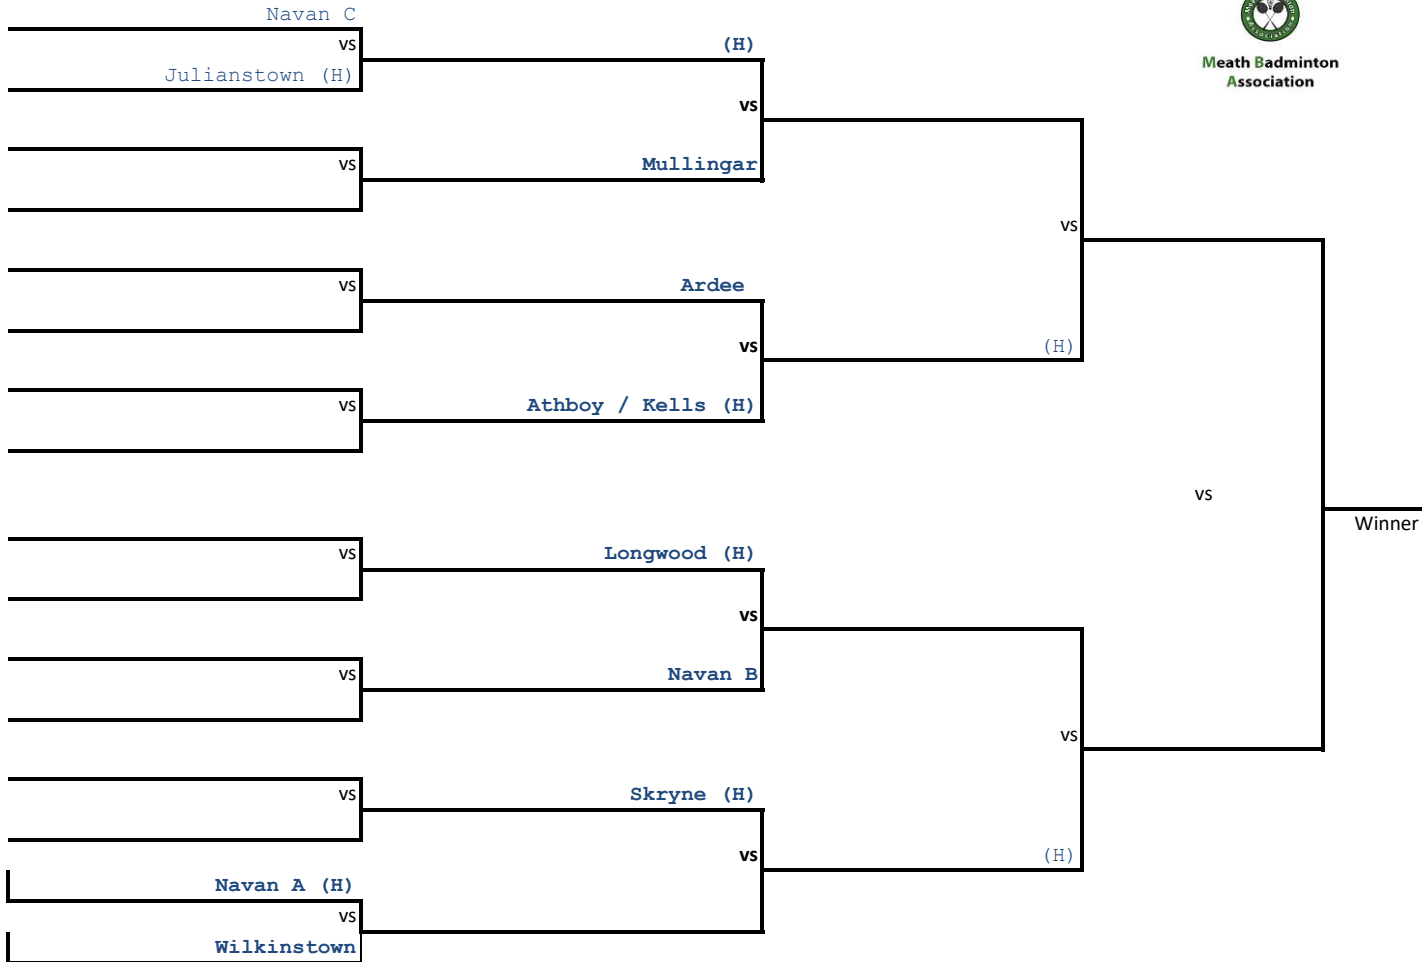 Navan C
vs
(H)
Julianstown (H)
Meath Badminton
Association
vs
vs
Mullingar
vs
vs
Ardee
vs
(H)
vs
Athboy / Kells (H)
vs
Winner
vs
Longwood (H)
vs
vs
Navan B
vs
vs
Skryne (H)
vs
(H)
Navan A (H)
vs
Wilkinstown